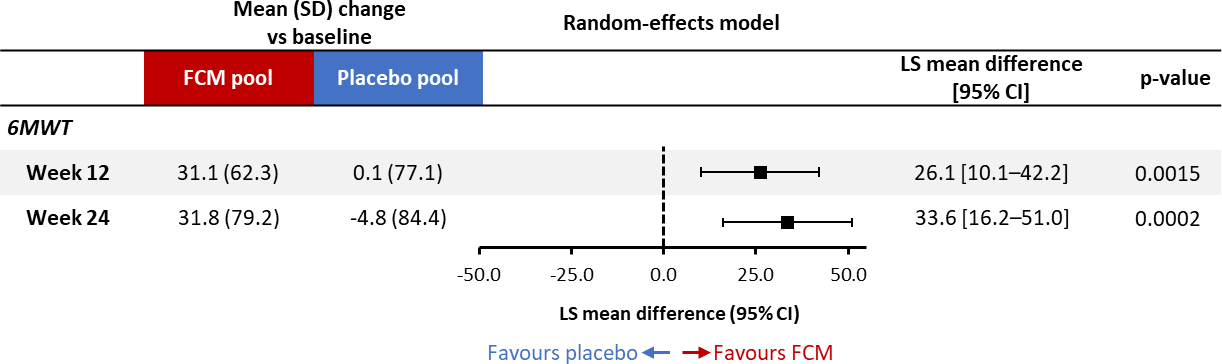 Mean (SD) change
vs baseline
Random-effects model
FCM pool
Placebo pool
LS mean difference
[95% CI]
p-value
6MWT
Week 12 31.1 (62.3) 0.1 (77.1) 26.1 [10.1–42.2] 0.0015
Week 24 31.8 (79.2) -4.8 (84.4) 33.6 [16.2–51.0] 0.0002
-50.0 -25.0 0.0 25.0 50.0
LS mean difference (95% CI)
Favours placebo Favours FCM